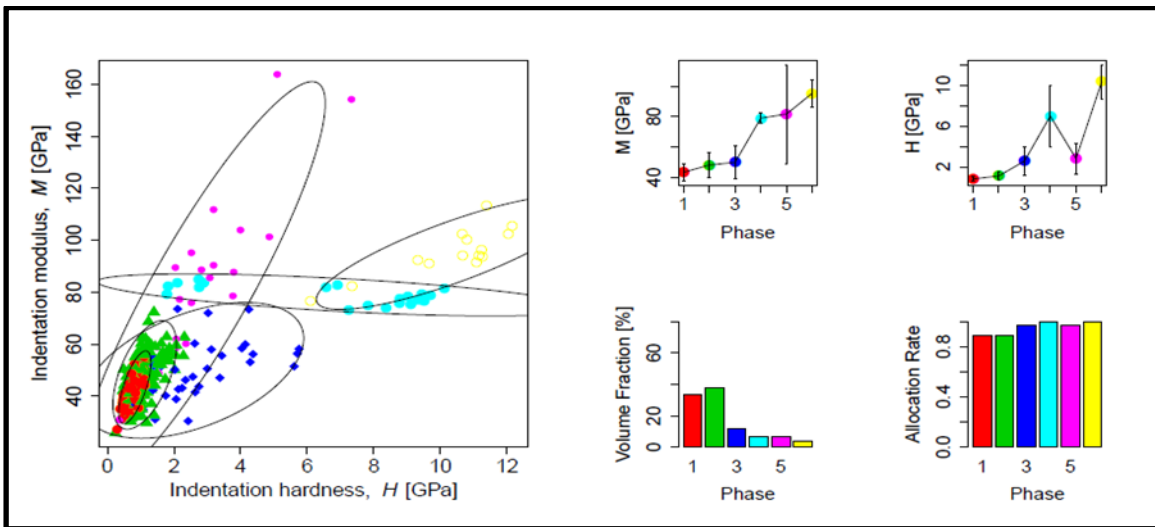 Indentation modulus, M [GPa]
160
140
120
100
80
60
40
0 2 4 6 8 10 12
Indentation hardness, H [GPa]
M [GPa]
80
40
1 3 5
Phase
H [GPa]
10
6
2
1 3 5
Phase
Volume Fraction [%]
60
20
0
1 3 5
Phase
Allocation Rate
0.8
0.4
0.0
1 3 5
Phase